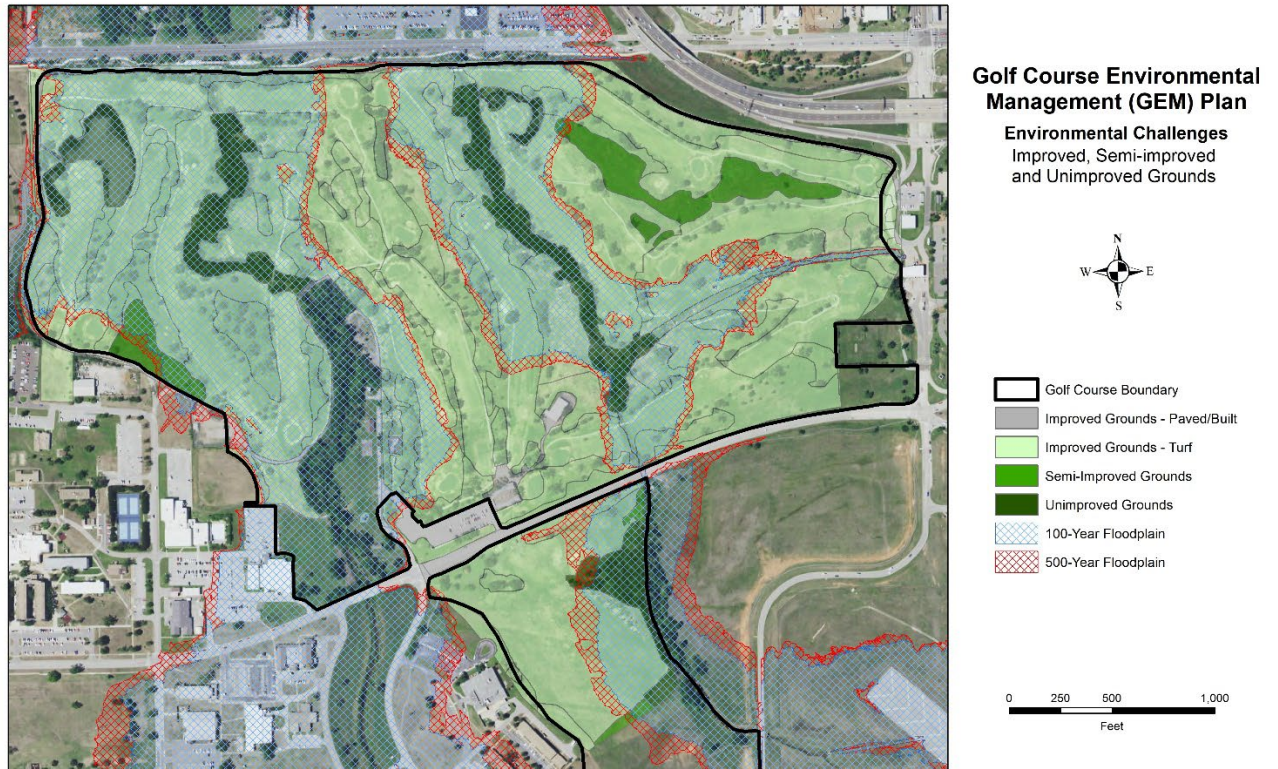 Golf Course Environmental
Management (GEM) Plan
Environmental Challenges
Improved, Semi-improved
and Unimproved Grounds
N
W E
S
Golf Course Boundary
Improved Grounds - Paved/Built
Improved Grounds - Turf
Semi-Improved Grounds
Unimproved Grounds
100-Year Floodplain
500-Year Floodplain
0 250 500 1,000
Feet